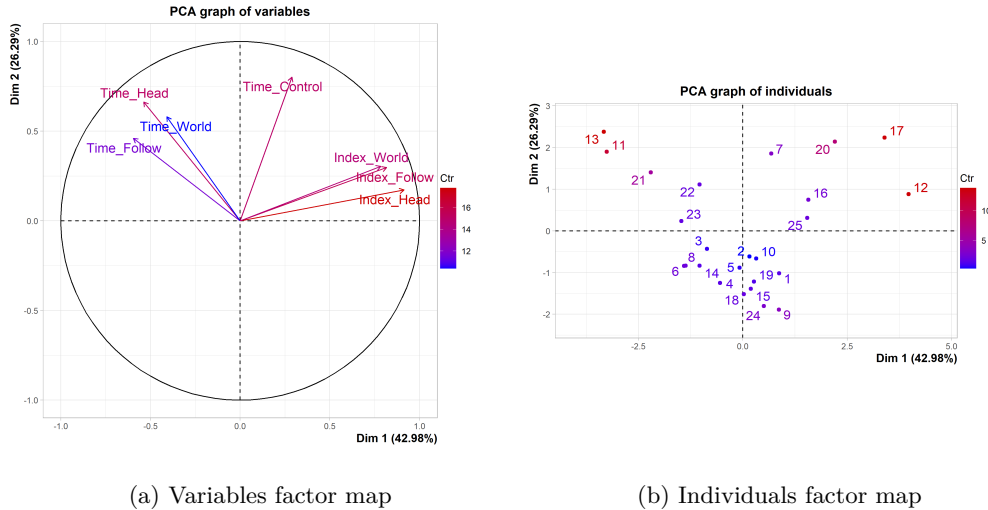 PCA graph of variables
Dim 2 (26.29%)
1.0
0.5
0.0
-0.5
-1.0
-1.0
-0.5
0.0
0.5
1.0
Dim 1 (42.98%)
Time_Control
Time_Head
Time_World
Time_Follow
Index_World
Index_Follow
Index_Head
Ctr
16
14
12
(a) Variables factor map
PCA graph of individuals
Dim 2 (26.29%)
3
2
1
0
-1
-2
-2.5
0.0
2.5
5.0
Dim 1 (42.98%)
13
11
21
22
23
7
20
17
12
16
25
3
2
10
6
8
14
5
19
1
4
18
15
24
9
Ctr
10
5
(b) Individuals factor map